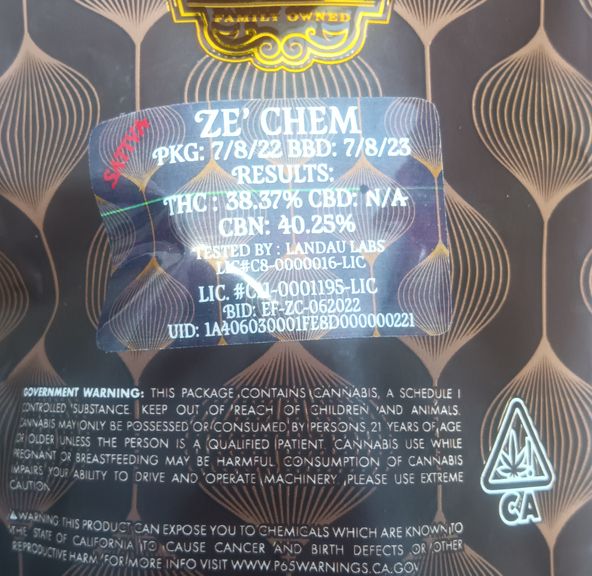 FAMILY OWNED
SATIVA
ZE' CHEM
PKG: 7/8/22 BBD: 7/8/23
RESULTS:
THC : 38.37% CBD: N/A
CBN: 40.25%
TESTED BY : LANDAU LABS
LIC#C8-0000016-LIC
LIC. #C11-0001195-LIC
BID: EF-ZC-062022
UID: 1A406030001FEBD000000221
GOVERNMENT WARNING: THIS PACKAGE CONTAINS CANNABIS, A SCHEDULE I
CONTROLLED SUBSTANCE. KEEP OUT OF REACH OF CHILDREN AND ANIMALS.
CANNABIS MAY ONLY BE POSSESSED OR CONSUMED BY PERSONS 21 YEARS OF AGE
OR OLDER UNLESS THE PERSON IS A QUALIFIED PATIENT. CANNABIS USE WHILE
PREGNANT OR BREASTFEEDING MAY BE HARMFUL. CONSUMPTION OF CANNABIS
IMPAIRS YOUR ABILITY TO DRIVE AND OPERATE MACHINERY. PLEASE USE EXTREME
CAUTION.
CA
WARNING THIS PRODUCT CAN EXPOSE YOU TO CHEMICALS WHICH ARE KNOWN TO
THE STATE OF CALIFORNIA TO CAUSE CANCER AND BIRTH DEFECTS OR OTHER
REPRODUCTIVE HARM. FOR MORE INFO VISIT WWW.P65WARNINGS.CA.GOV